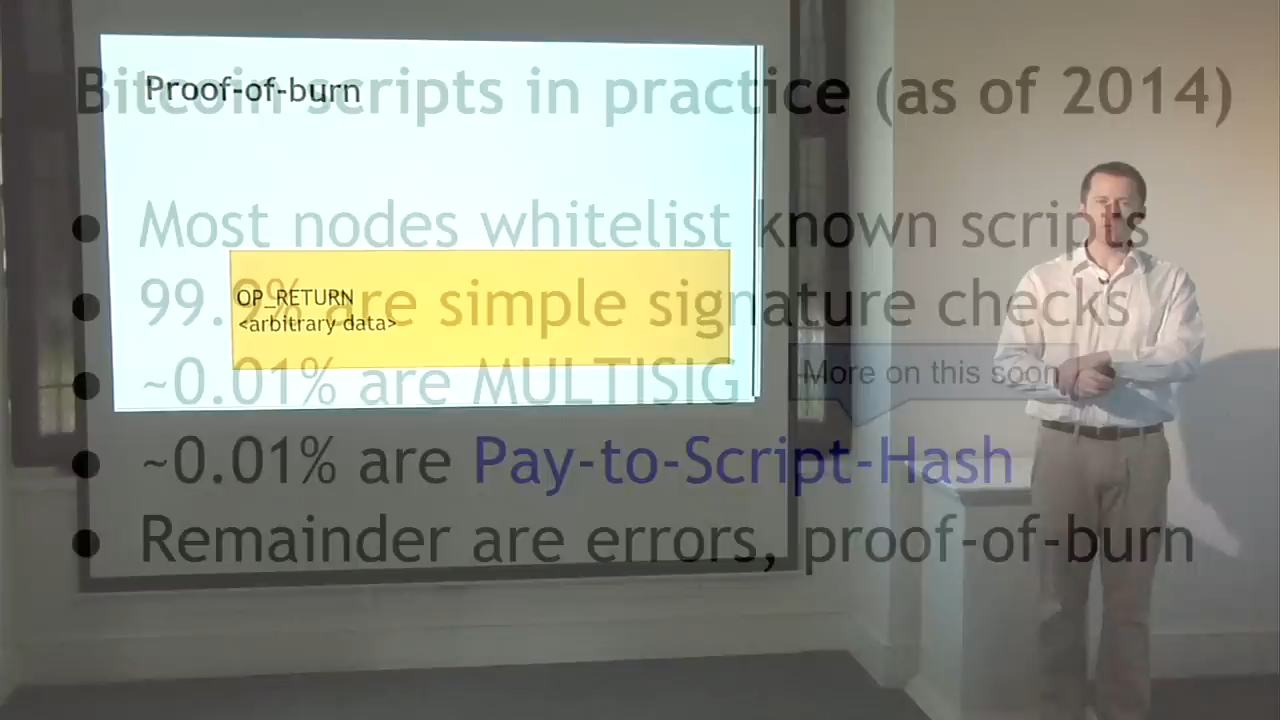 Bitcoin scripts in practice (as of 2014)
Proof-of-burn
● Most nodes whitelist known scripts
● 99.9% are simple signature checks
OP_RETURN
<arbitrary data>
● ~0.01% are MULTISIG
More on this soon
● ~0.01% are Pay-to-Script-Hash
● Remainder are errors, proof-of-burn